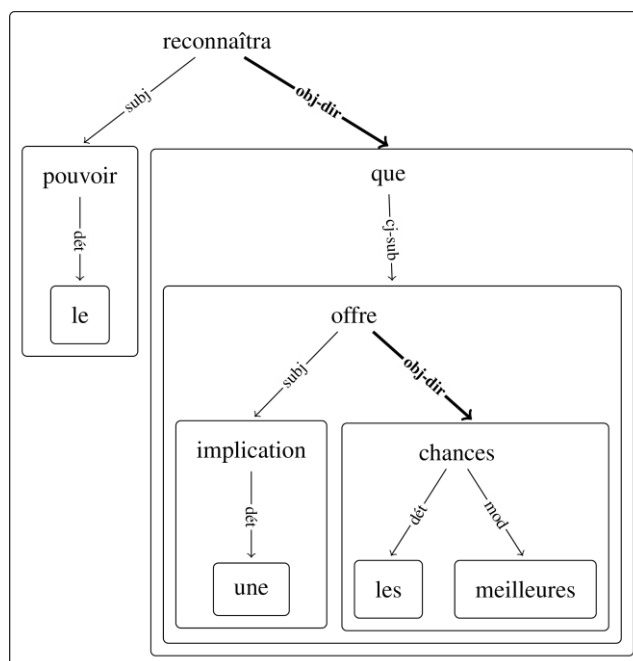 reconnaîtra
subj
obj-dir
pouvoir
que
dét
cj-sub
le
offre
subj
obj-dir
implication
chances
dét
dét
mod
une
les
meilleures